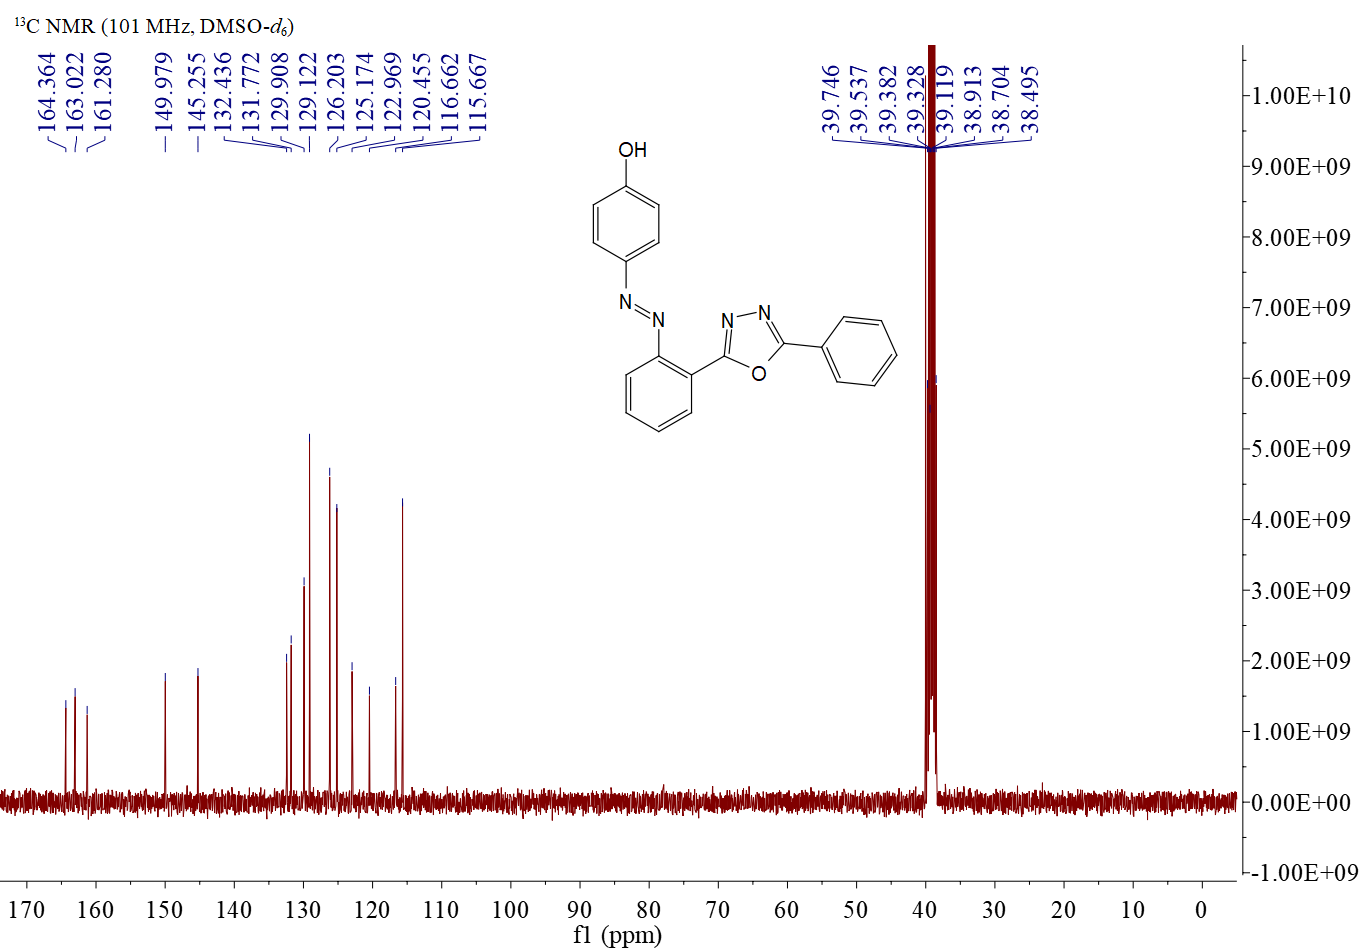 ¹³C NMR (101 MHz, DMSO-d₆)
164.364
163.022
161.280
149.979
145.255
132.436
131.772
129.908
129.122
126.203
125.174
122.969
120.455
116.662
115.667
39.746
39.537
39.382
39.328
39.119
38.913
38.704
38.495
OH
N
N
N
N
O
1.00E+10
9.00E+09
8.00E+09
7.00E+09
6.00E+09
5.00E+09
4.00E+09
3.00E+09
2.00E+09
1.00E+09
0.00E+00
-1.00E+09
170 160 150 140 130 120 110 100 90 80 70 60 50 40 30 20 10 0
f1 (ppm)